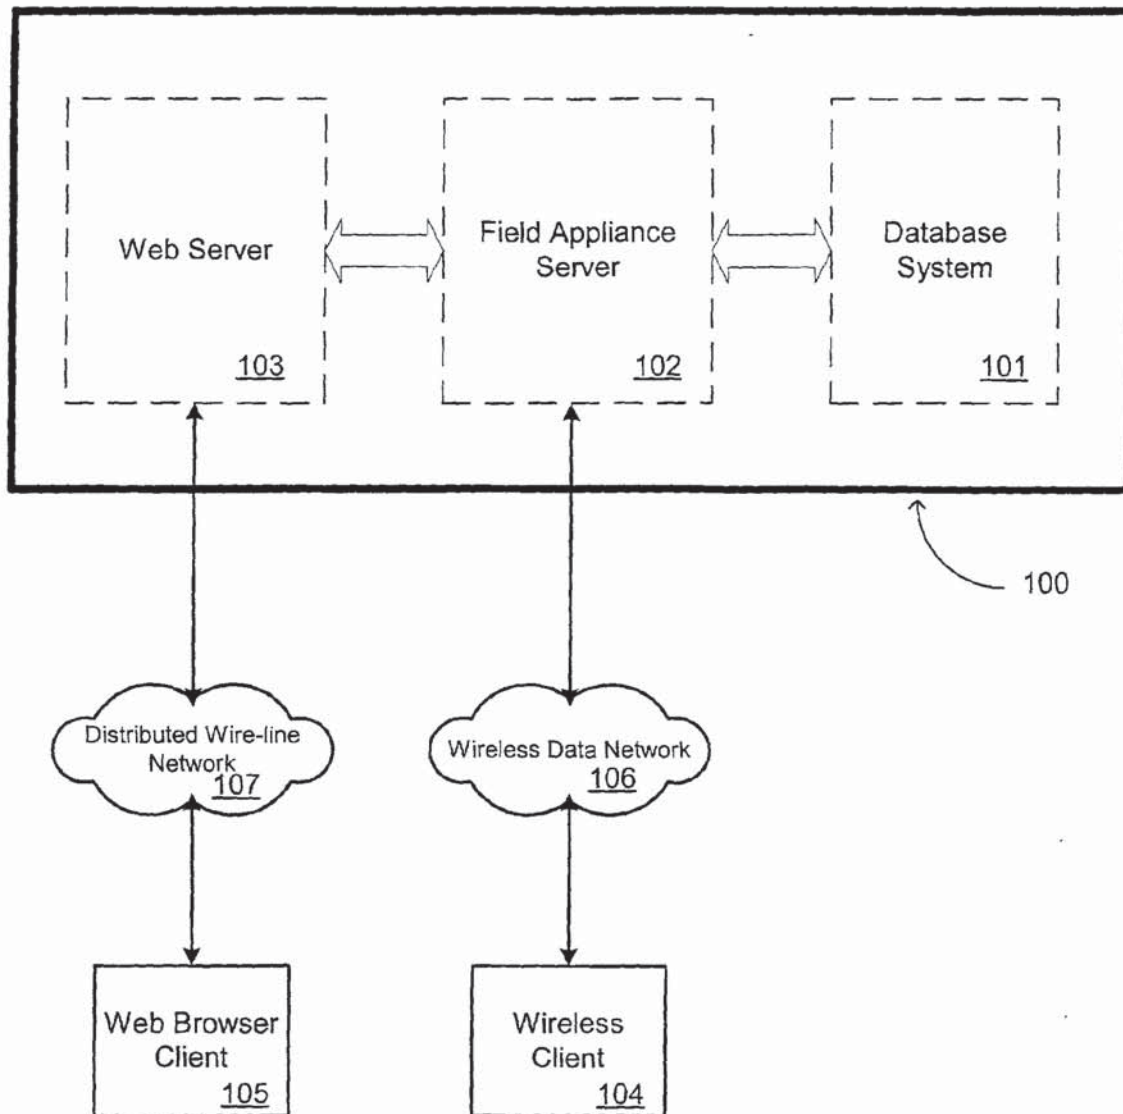 Web Server
103
Field Appliance
Server
102
Database
System
101
100
Distributed Wire-line
Network
107
Wireless Data Network
106
Web Browser
Client
105
Wireless
Client
104